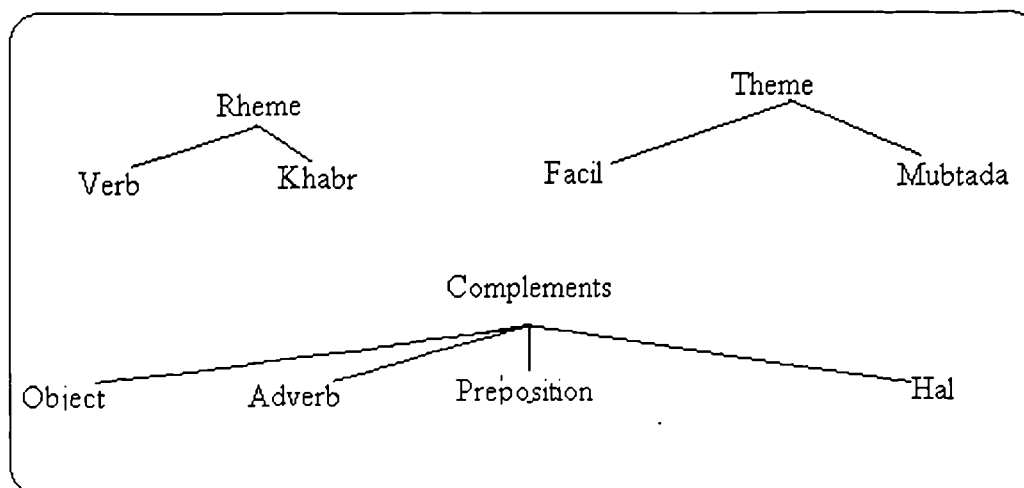 Rheme
Theme
Verb
Khabr
Facil
Mubtada
Complements
Object
Adverb
Preposition
Hal